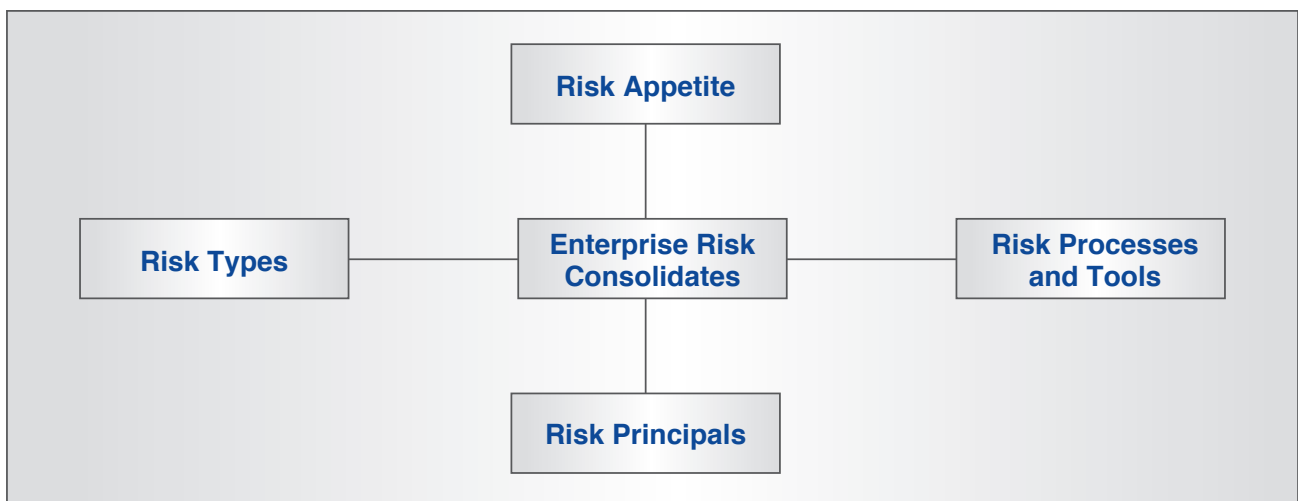 Risk Appetite
Risk Types
Enterprise Risk
Consolidates
Risk Processes
and Tools
Risk Principals